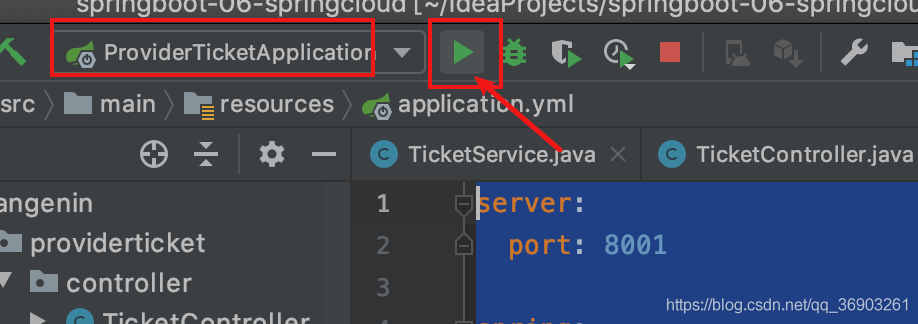 springboot-06-springcloud [~/IdeaProjects/springboot-06-springclou
ProviderTicketApplication
src main resources application.yml
TicketService.java TicketController.java
angenin
providerticket
controller
TicketController
1 server:
2 port: 8001
3
https://blog.csdn.net/qq_36903261